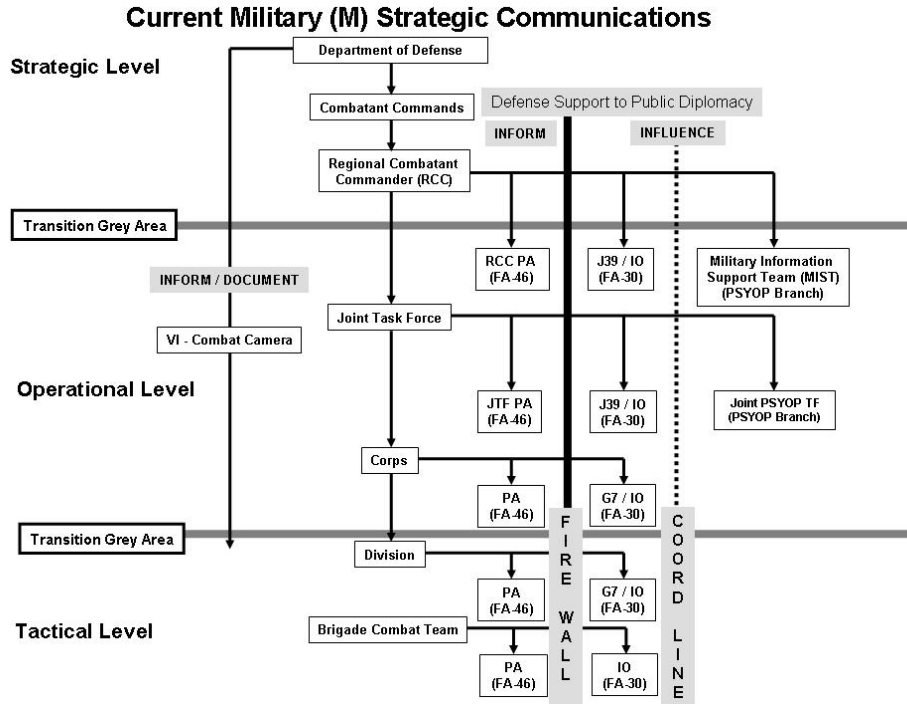 Current Military (M) Strategic Communications
Department of Defense
Strategic Level
Combatant Commands
Defense Support to Public Diplomacy
INFORM
INFLUENCE
Regional Combatant
Commander (RCC)
Transition Grey Area
RCC PA
(FA-46)
J39 / IO
(FA-30)
Military Information
Support Team (MIST)
(PSYOP Branch)
INFORM / DOCUMENT
Joint Task Force
VI - Combat Camera
Operational Level
JTF PA
(FA-46)
J39 / IO
(FA-30)
Joint PSYOP TF
(PSYOP Branch)
Corps
PA
(FA-46)
G7 / IO
(FA-30)
FIRE WALL
COORD LINE
Transition Grey Area
Division
PA
(FA-46)
G7 / IO
(FA-30)
Tactical Level
Brigade Combat Team
PA
(FA-46)
IO
(FA-30)